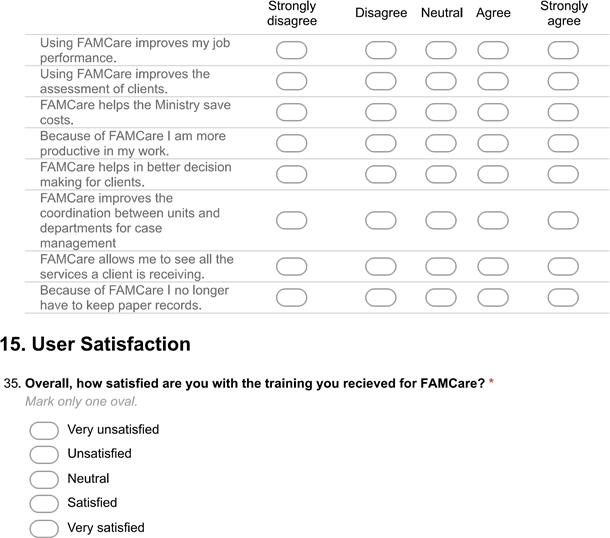 Strongly
disagree Disagree Neutral Agree Strongly
agree
Using FAMCare improves my job
performance.
Using FAMCare improves the
assessment of clients.
FAMCare helps the Ministry save
costs.
Because of FAMCare I am more
productive in my work.
FAMCare helps in better decision
making for clients.
FAMCare improves the
coordination between units and
departments for case
management
FAMCare allows me to see all the
services a client is receiving.
Because of FAMCare I no longer
have to keep paper records.
15. User Satisfaction
35. Overall, how satisfied are you with the training you recieved for FAMCare? *
Mark only one oval.
Very unsatisfied
Unsatisfied
Neutral
Satisfied
Very satisfied